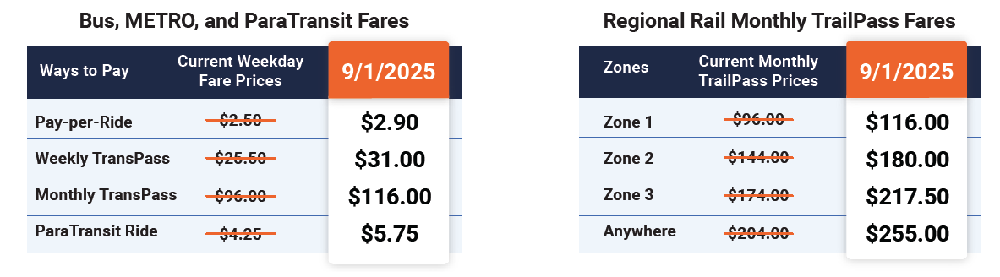 Bus, METRO, and ParaTransit Fares
Ways to Pay
Current Weekday
Fare Prices
9/1/2025
Pay-per-Ride $2.50 $2.90
Weekly TransPass $25.50 $31.00
Monthly TransPass $96.00 $116.00
ParaTransit Ride $4.25 $5.75
Regional Rail Monthly TrailPass Fares
Zones
Current Monthly
TrailPass Prices
9/1/2025
Zone 1 $96.00 $116.00
Zone 2 $144.00 $180.00
Zone 3 $174.00 $217.50
Anywhere $204.00 $255.00